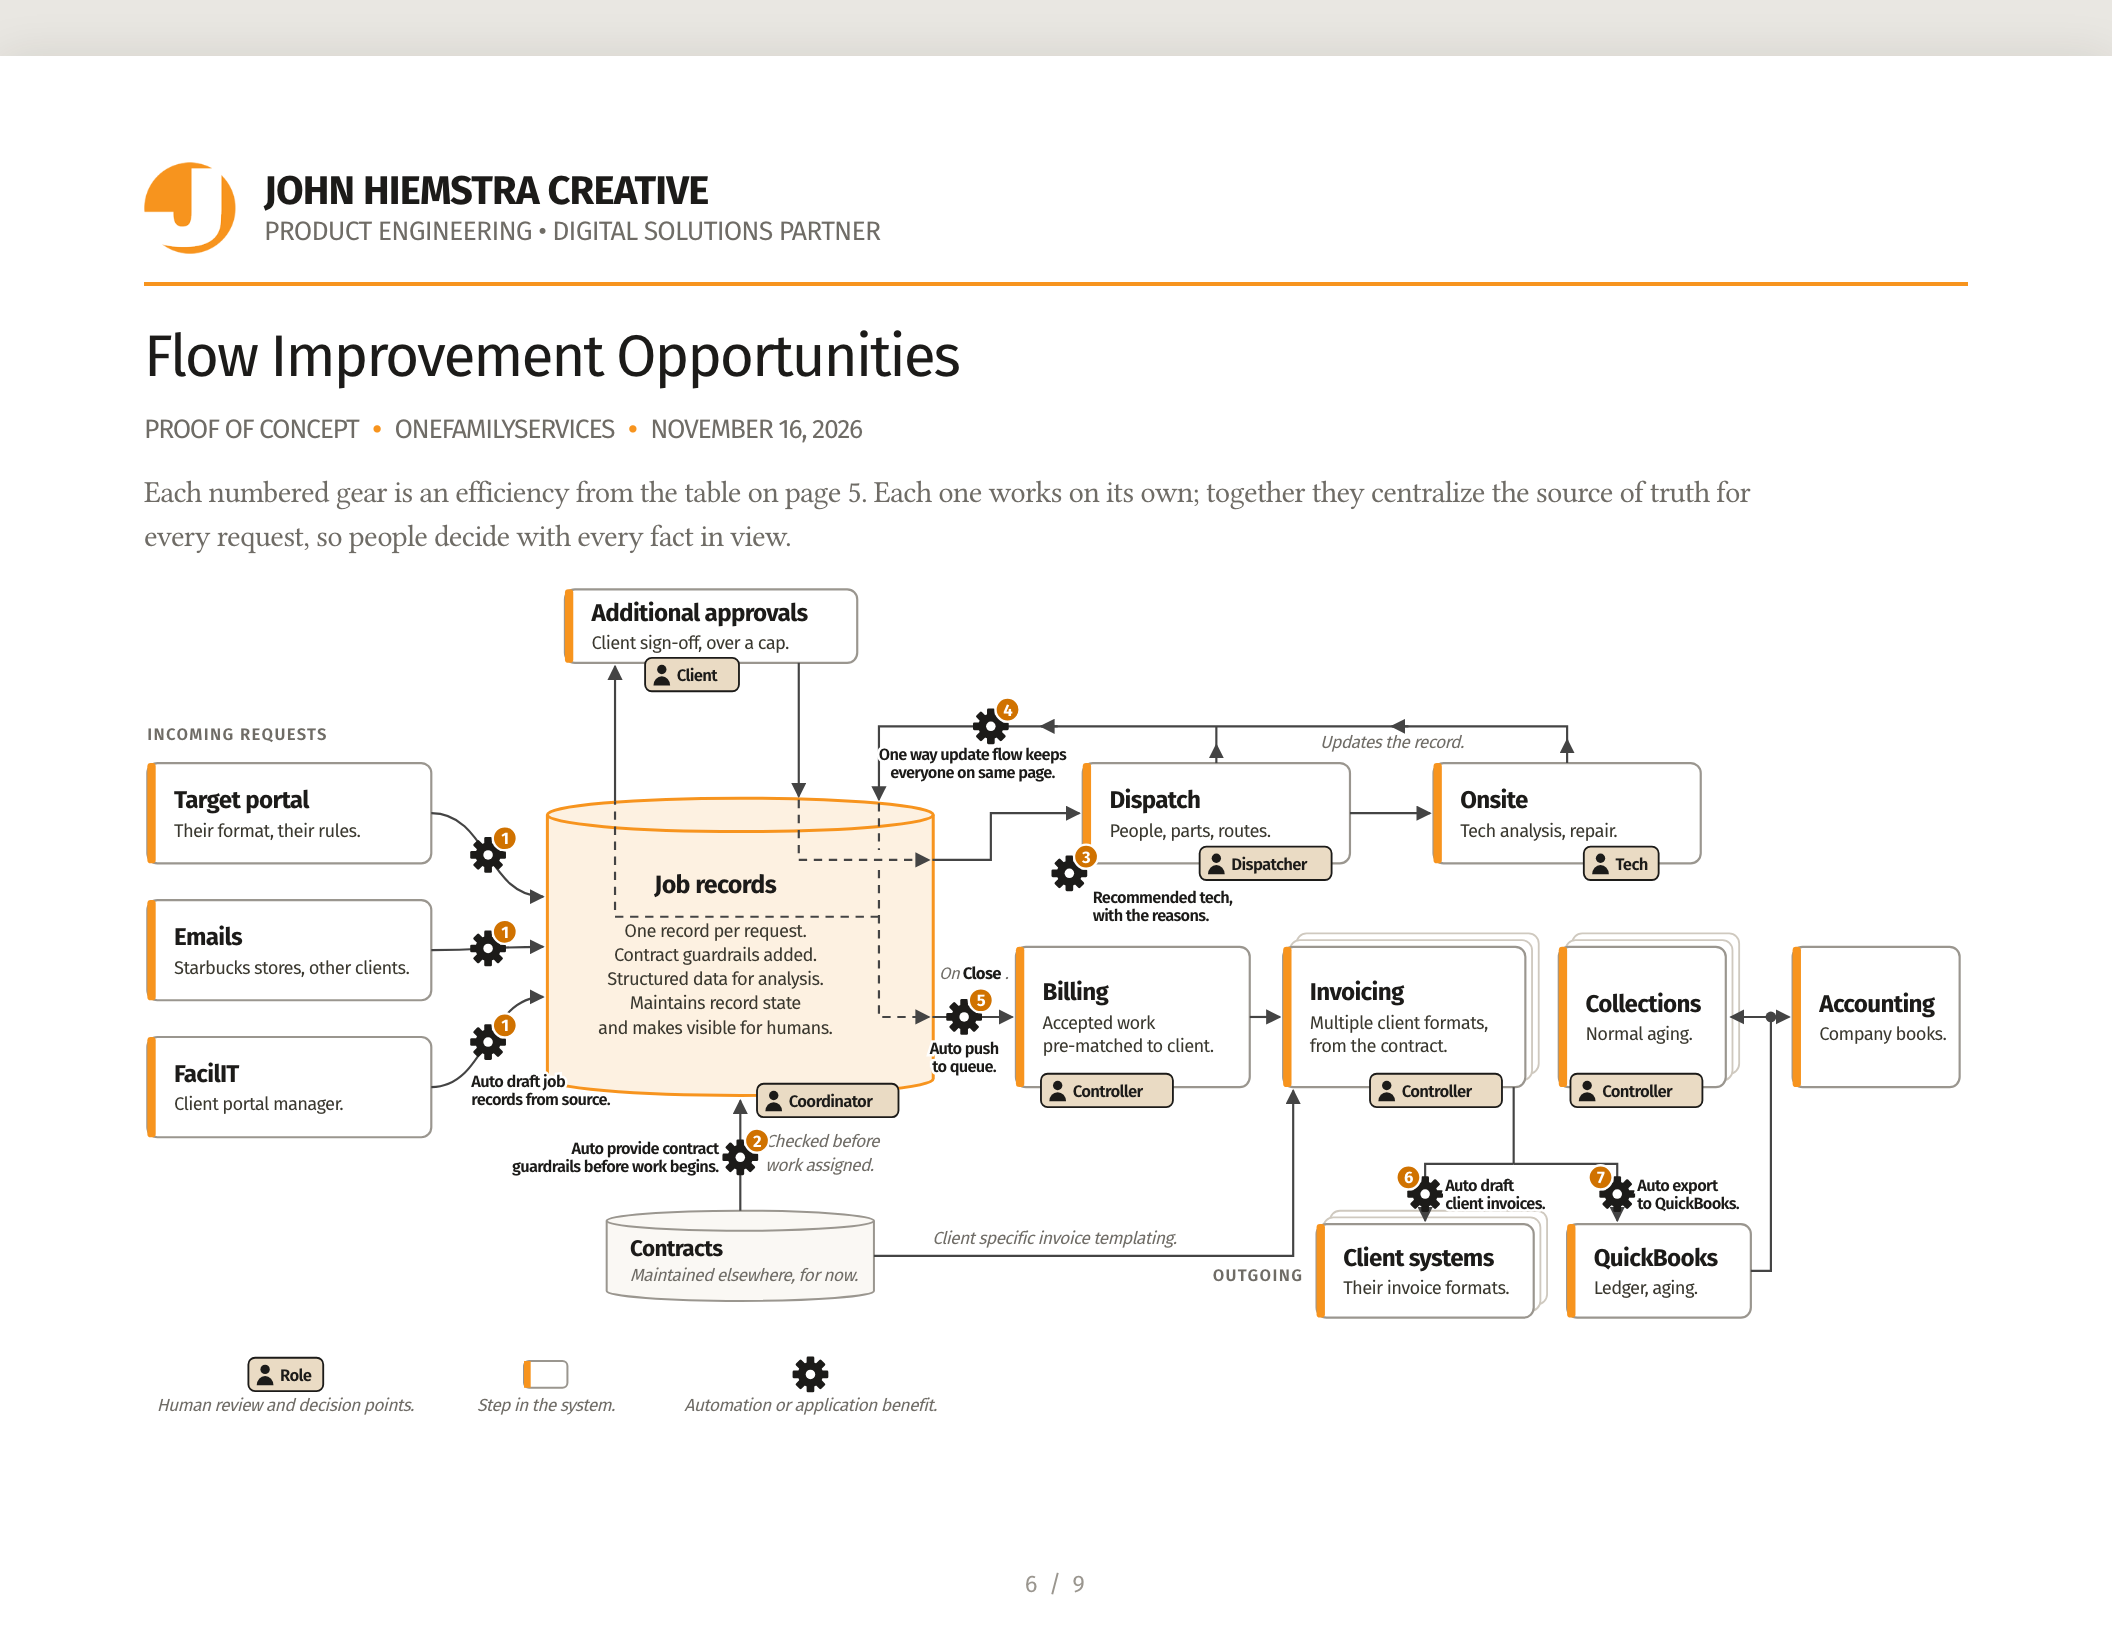 JOHN HIEMSTRA CREATIVE
PRODUCT ENGINEERING • DIGITAL SOLUTIONS PARTNER
Flow Improvement Opportunities
PROOF OF CONCEPT • ONEFAMILYSERVICES • NOVEMBER 16, 2026
Each numbered gear is an efficiency from the table on page 5. Each one works on its own; together they centralize the source of truth for
every request, so people decide with every fact in view.
Additional approvals
Client sign-off, over a cap.
Client
INCOMING REQUESTS
Target portal
Their format, their rules.
1
Emails
Starbucks stores, other clients.
1
FacilIT
Client portal manager.
1
Auto draft job
records from source.
Job records
One record per request.
Contract guardrails added.
Structured data for analysis.
Maintains record state
and makes visible for humans.
Coordinator
4
One way update flow keeps
everyone on same page.
Updates the record.
Dispatch
People, parts, routes.
Dispatcher
3
Recommended tech,
with the reasons.
Onsite
Tech analysis, repair.
Tech
On Close .
5
Auto push
to queue.
Billing
Accepted work
pre-matched to client.
Controller
Invoicing
Multiple client formats,
from the contract.
Controller
Collections
Normal aging.
Controller
Accounting
Company books.
Auto provide contract
guardrails before work begins.
2
Checked before
work assigned.
Contracts
Maintained elsewhere, for now.
Client specific invoice templating.
OUTGOING
6
Auto draft
client invoices.
7
Auto export
to QuickBooks.
Client systems
Their invoice formats.
QuickBooks
Ledger, aging.
Role
Human review and decision points.
Step in the system.
Automation or application benefit.
6 / 9